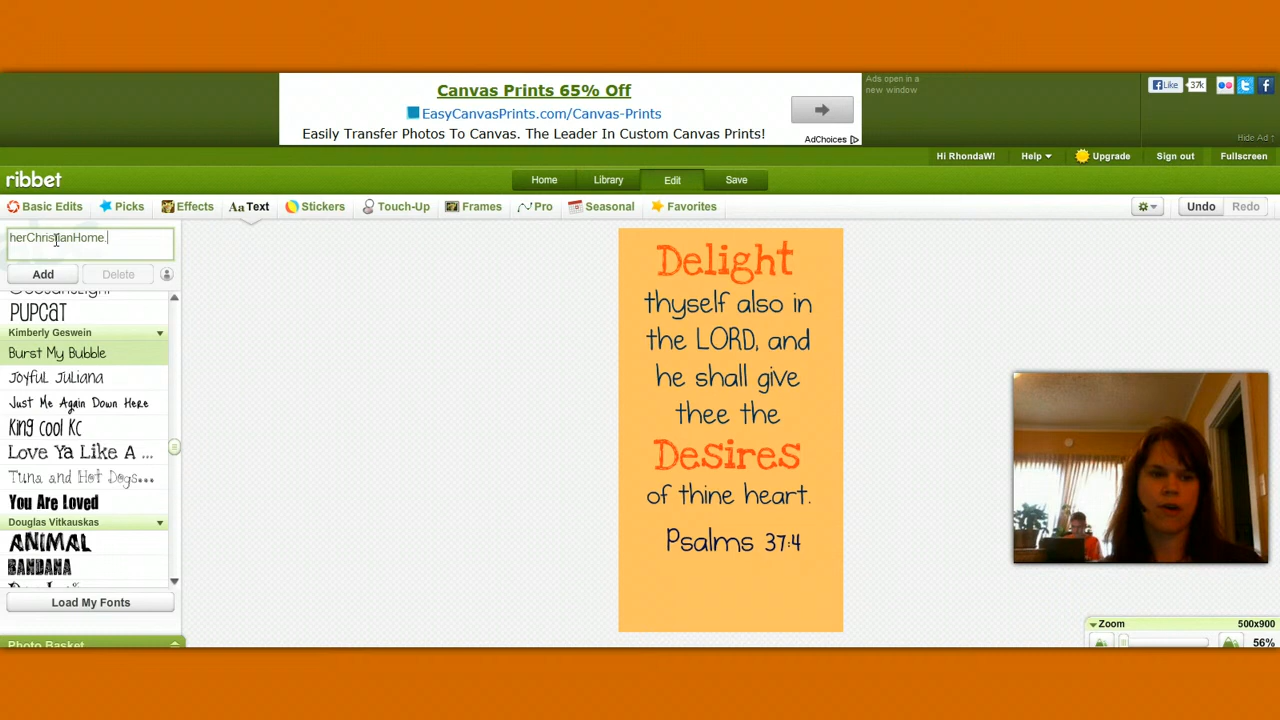 Canvas Prints 65% Off
EasyCanvasPrints.com/Canvas-Prints
Easily Transfer Photos To Canvas. The Leader In Custom Canvas Prints!
AdChoices
Ads open in a
new window
Like 37k
Hide Ad ↑
Hi RhondaW! Help Upgrade Sign out Fullscreen
ribbet
Home Library Edit Save
Basic Edits Picks Effects Aa Text Stickers Touch-Up Frames Pro Seasonal Favorites Undo Redo
herChristianHome.
Add Delete
PUPCAT
Kimberly Geswein
Burst My Bubble
Joyful Juliana
Just Me Again Down Here
King Cool KC
Love Ya Like A ...
Tuna and Hot Dogs...
You Are Loved
Douglas Vitkauskas
ANIMAL
BANDANA
Load My Fonts
Photo Basket
Delight
thyself also in
the LORD, and
he shall give
thee the
Desires
of thine heart.
Psalms 37:4
Zoom 500x900
56%